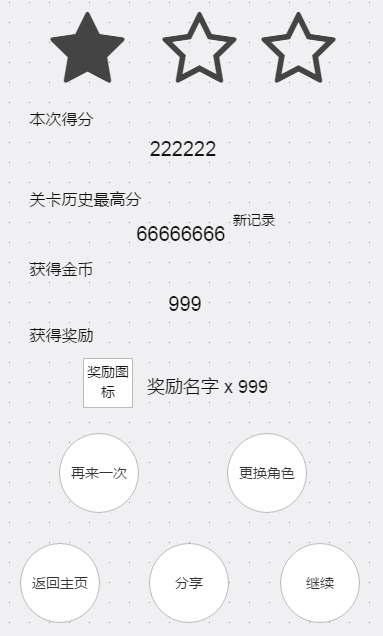 本次得分
222222
关卡历史最高分
新记录
66666666
获得金币
999
获得奖励
奖励图
标
奖励名字 x 999
再来一次
更换角色
返回主页
分享
继续